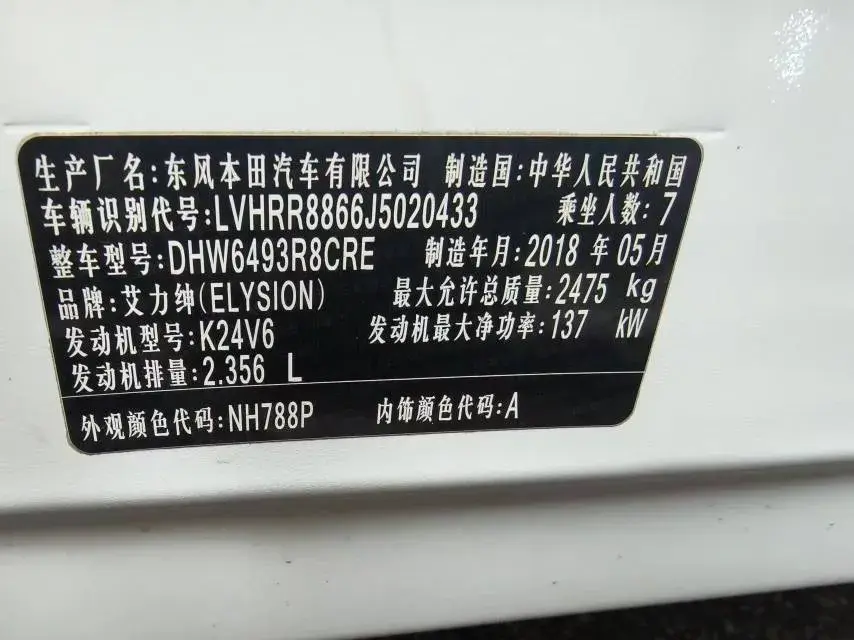 生产厂名:东风本田汽车有限公司 制造国:中华人民共和国
车辆识别代号:LVHRR8866J5020433 乘坐人数:7
整车型号:DHW6493R8CRE 制造年月:2018 年 05月
品牌:艾力绅(ELYSION) 最大允许总质量:2475 kg
发动机型号:K24V6 发动机最大净功率:137 kW
发动机排量:2.356 L
外观颜色代码:NH788P 内饰颜色代码:A